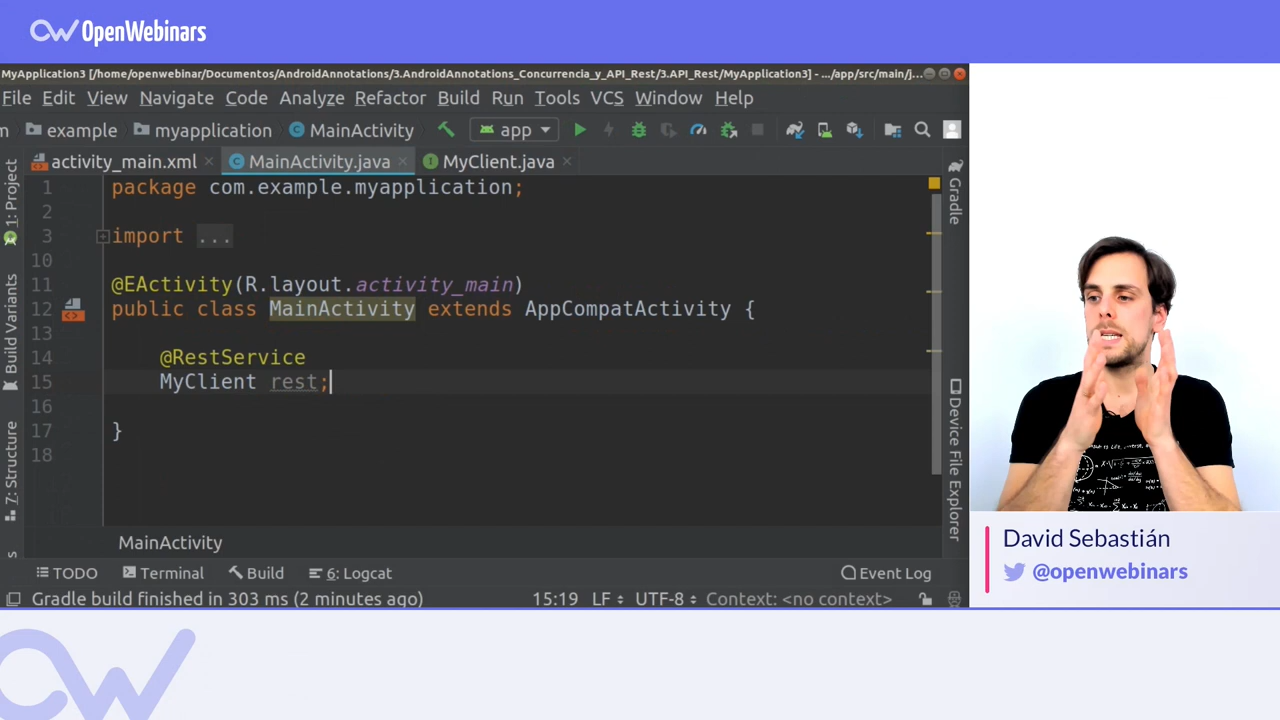 OpenWebinars
MyApplication3 [/home/openwebinar/Documentos/AndroidAnnotations/3.AndroidAnnotations_Concurrencia_y_API_Rest/3.API_Rest/MyApplication3] - .../app/src/main/j...
File Edit View Navigate Code Analyze Refactor Build Run Tools VCS Window Help
example myapplication MainActivity app
activity_main.xml MainActivity.java MyClient.java
1 package com.example.myapplication;
2
3 import ...
10
11 @EActivity(R.layout.activity_main)
12 public class MainActivity extends AppCompatActivity {
13
14 @RestService
15 MyClient rest;
16
17 }
18
MainActivity
1: Project
Build Variants
7: Structure
Gradle
Device File Explorer
TODO Terminal Build 6: Logcat Event Log
Gradle build finished in 303 ms (2 minutes ago) 15:19 LF UTF-8 Context: <no context>
David Sebastián
@openwebinars